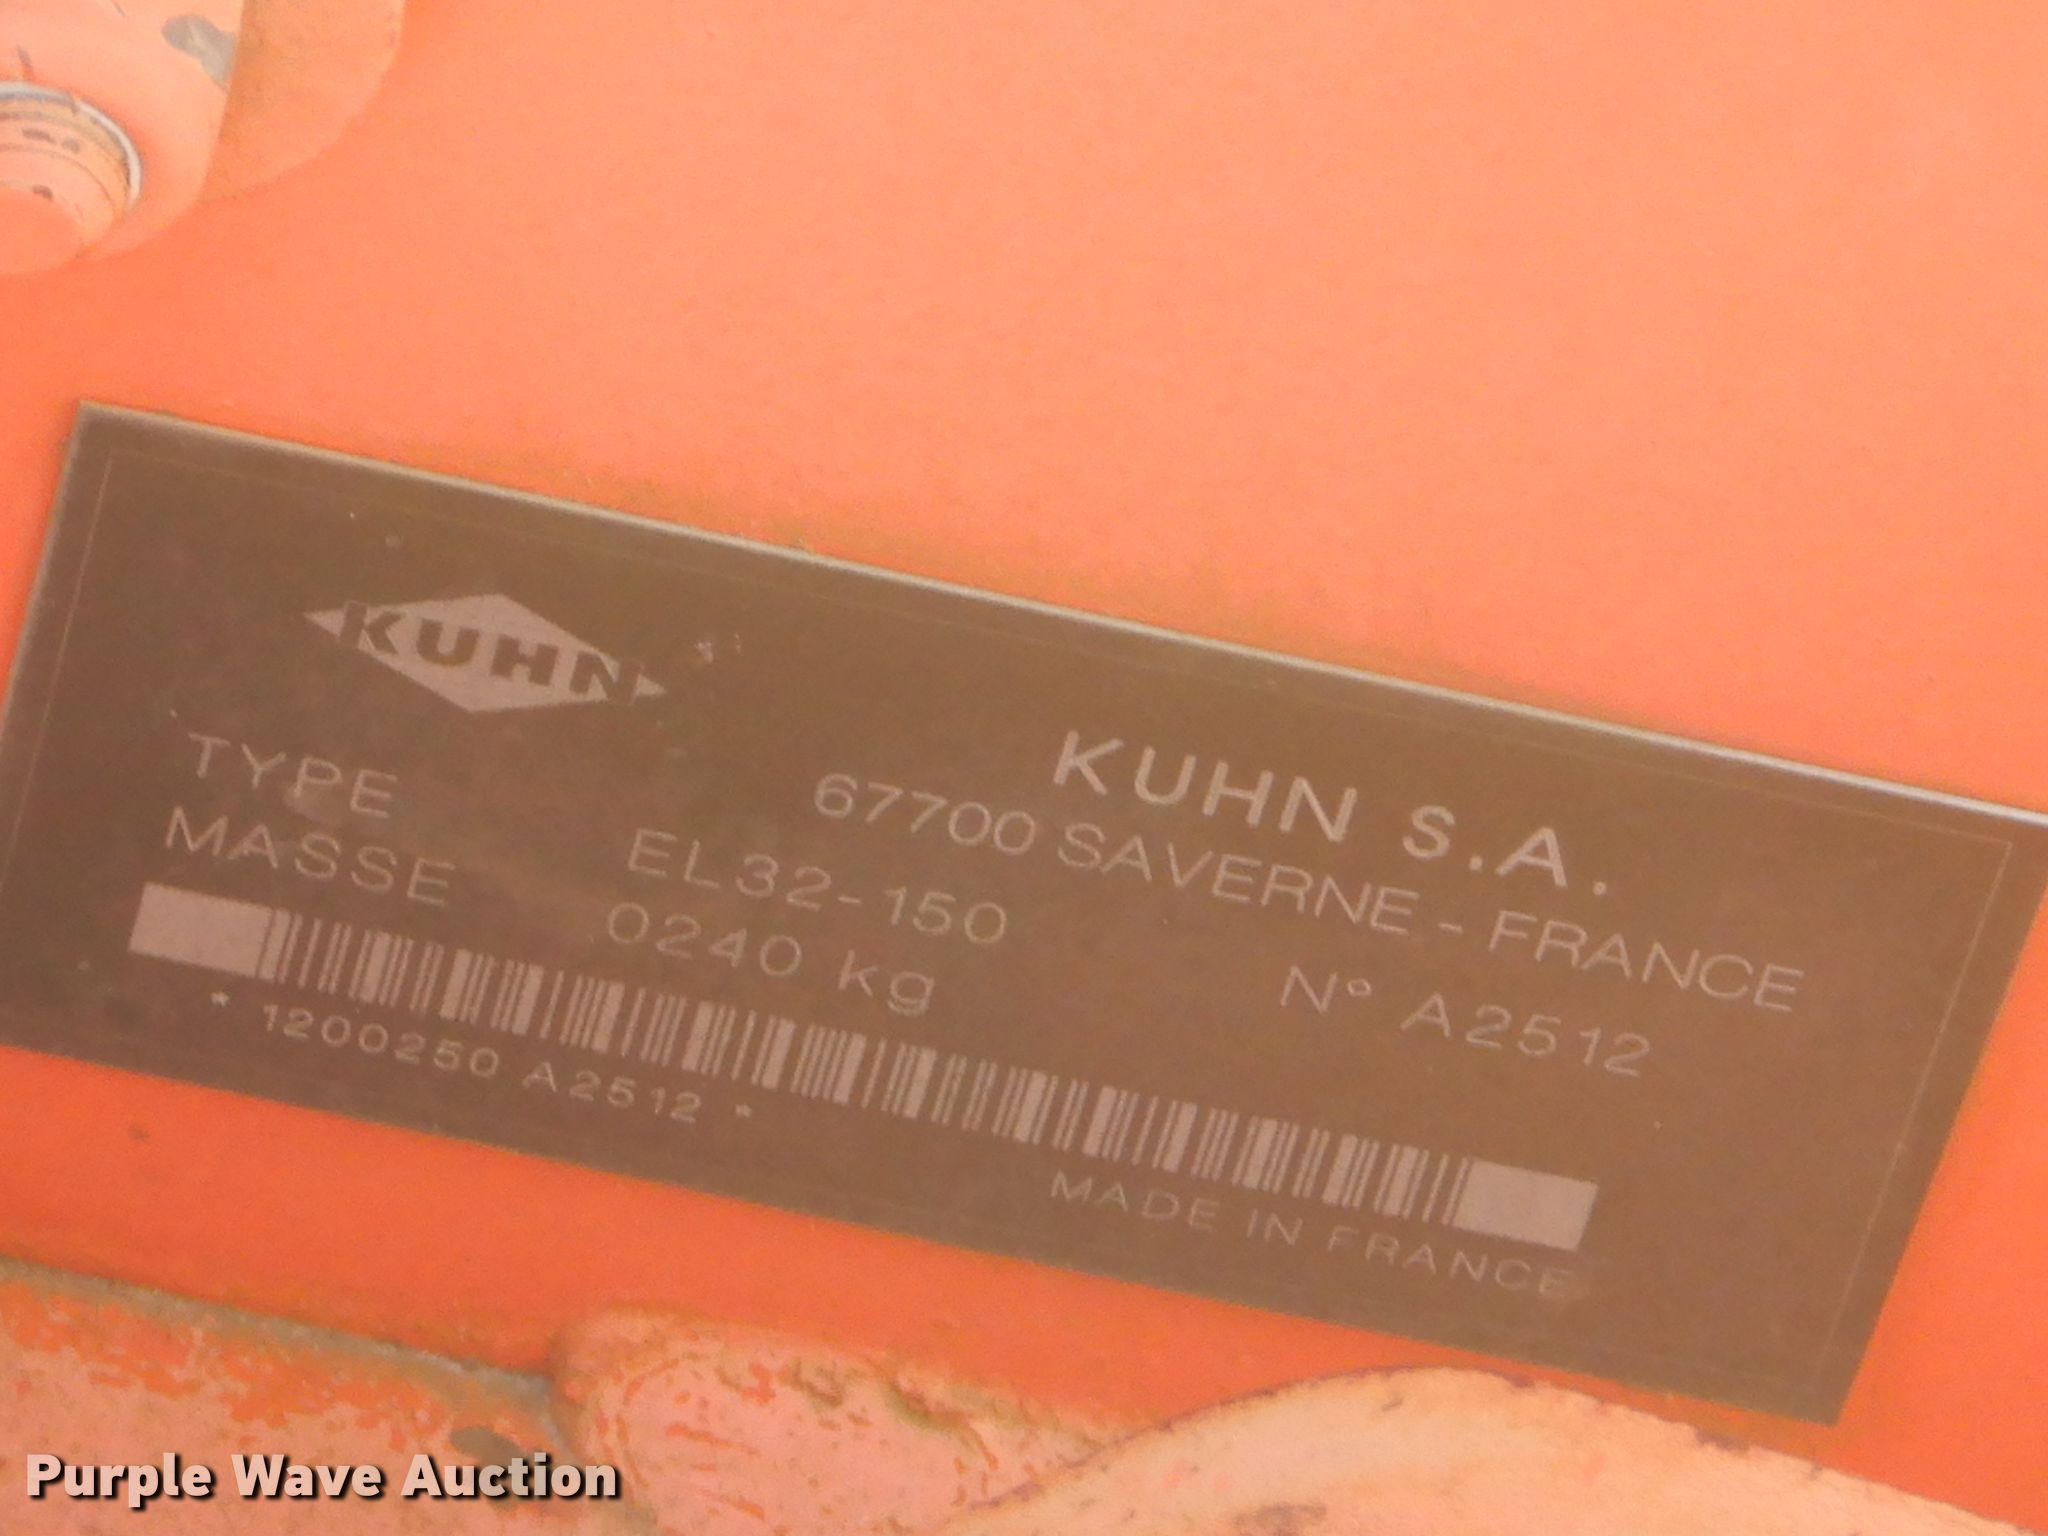 KUHN
KUHN S.A.
67700 SAVERNE - FRANCE
TYPE EL32-150 N° A2512
MASSE 0240 kg
* 1200250 A2512 *
MADE IN FRANCE
Purple Wave Auction